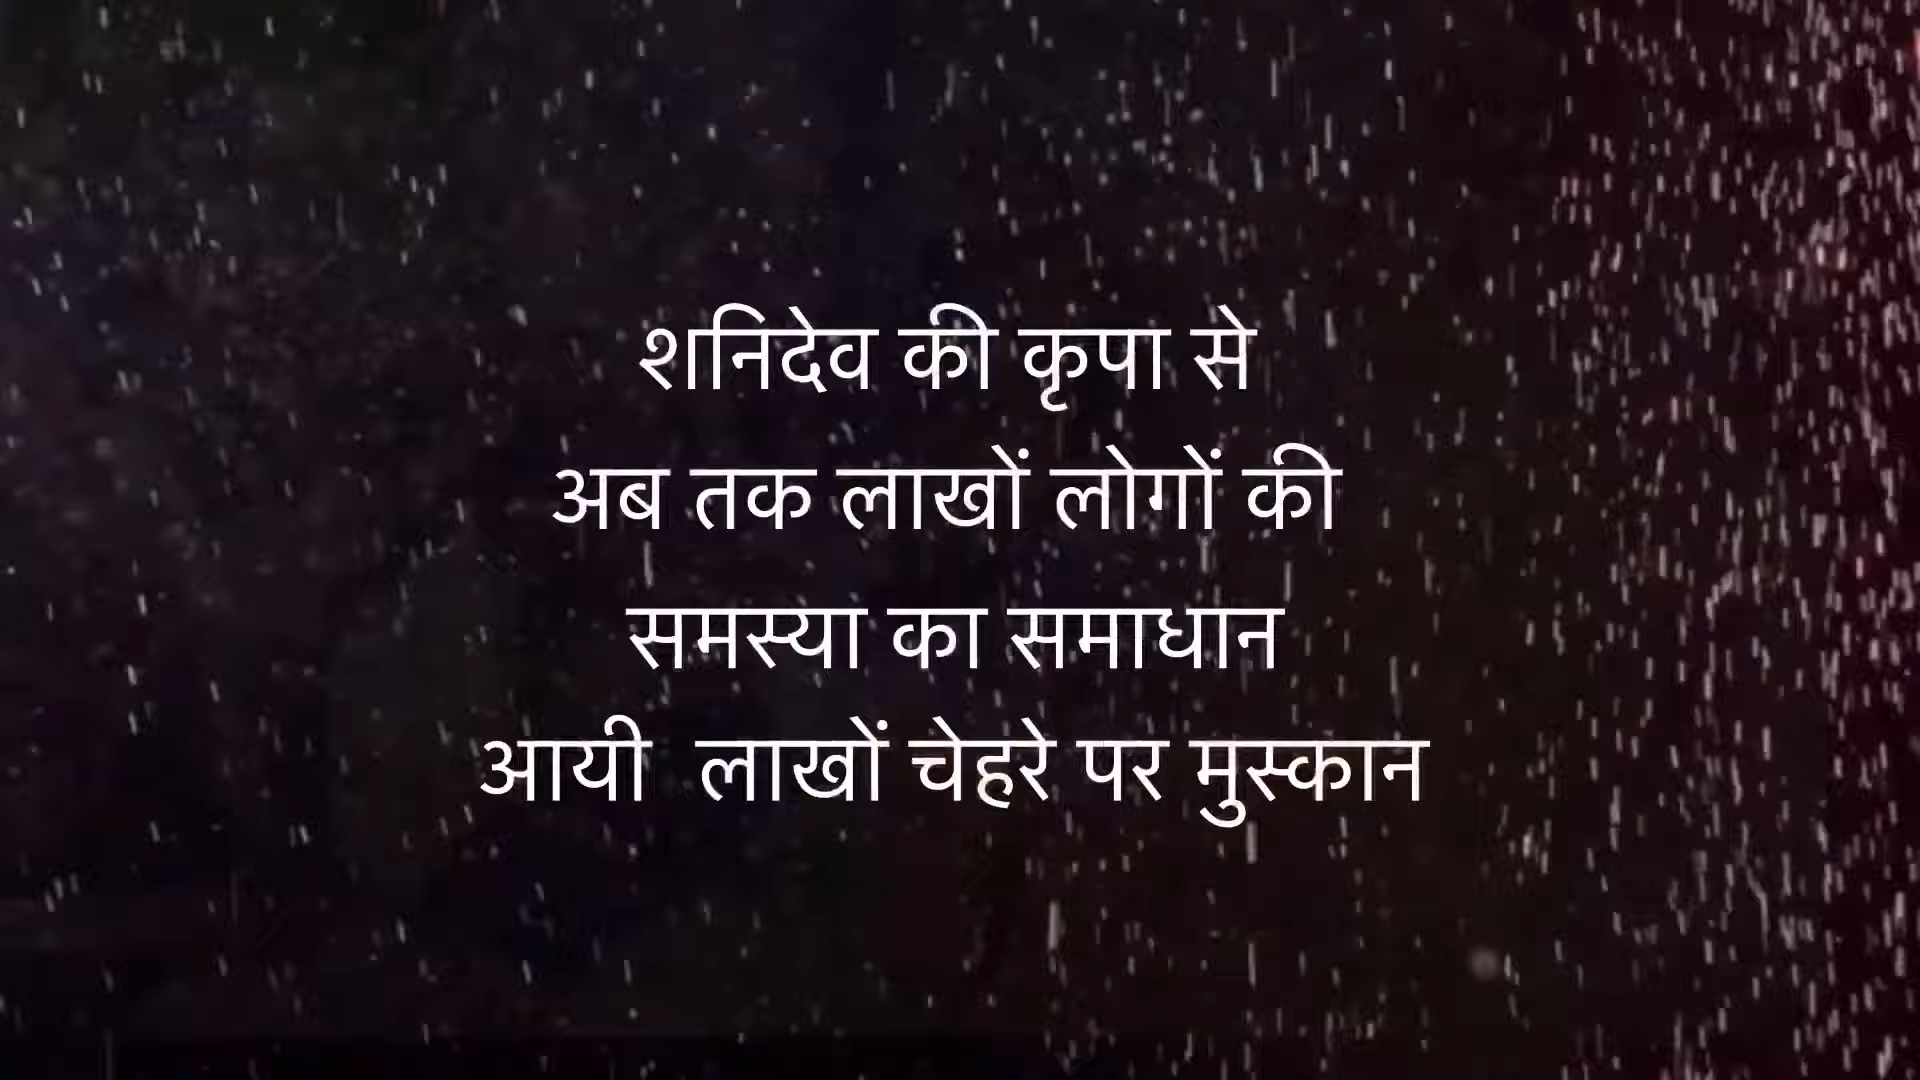 शनिदेव की कृपा से
अब तक लाखों लोगों की
समस्या का समाधान
आयी  लाखों चेहरे पर मुस्कान